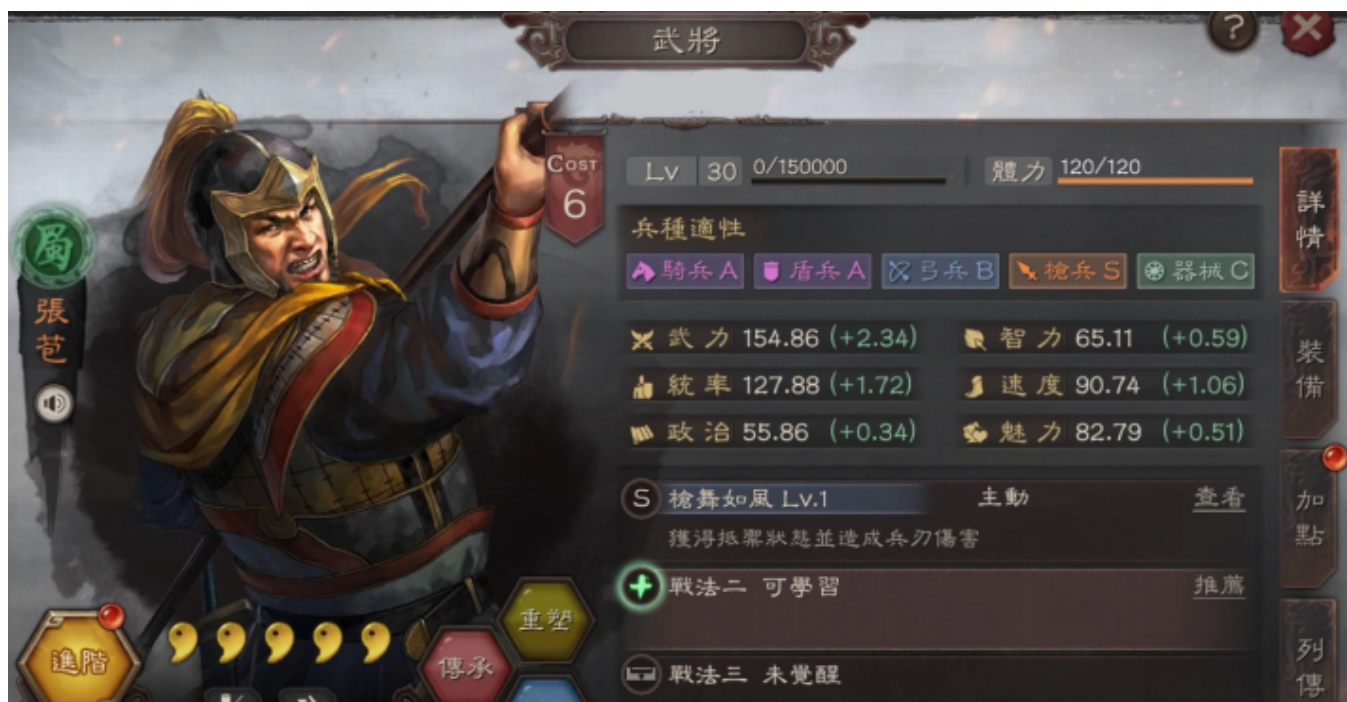 武將
?
蜀
張苞
COST
6
Lv 30 0/150000
體力 120/120
兵種適性
騎兵A 盾兵A 弓兵B 槍兵S 器械C
武力 154.86 (+2.34)
智力 65.11 (+0.59)
統率 127.88 (+1.72)
速度 90.74 (+1.06)
政治 55.86 (+0.34)
魅力 82.79 (+0.51)
S 槍舞如風 Lv.1 主動 查看
獲得抵禦狀態並造成兵刃傷害
戰法二 可學習 推薦
戰法三 未覺醒
進階
傳承
重塑
詳情
裝備
加點
列傳